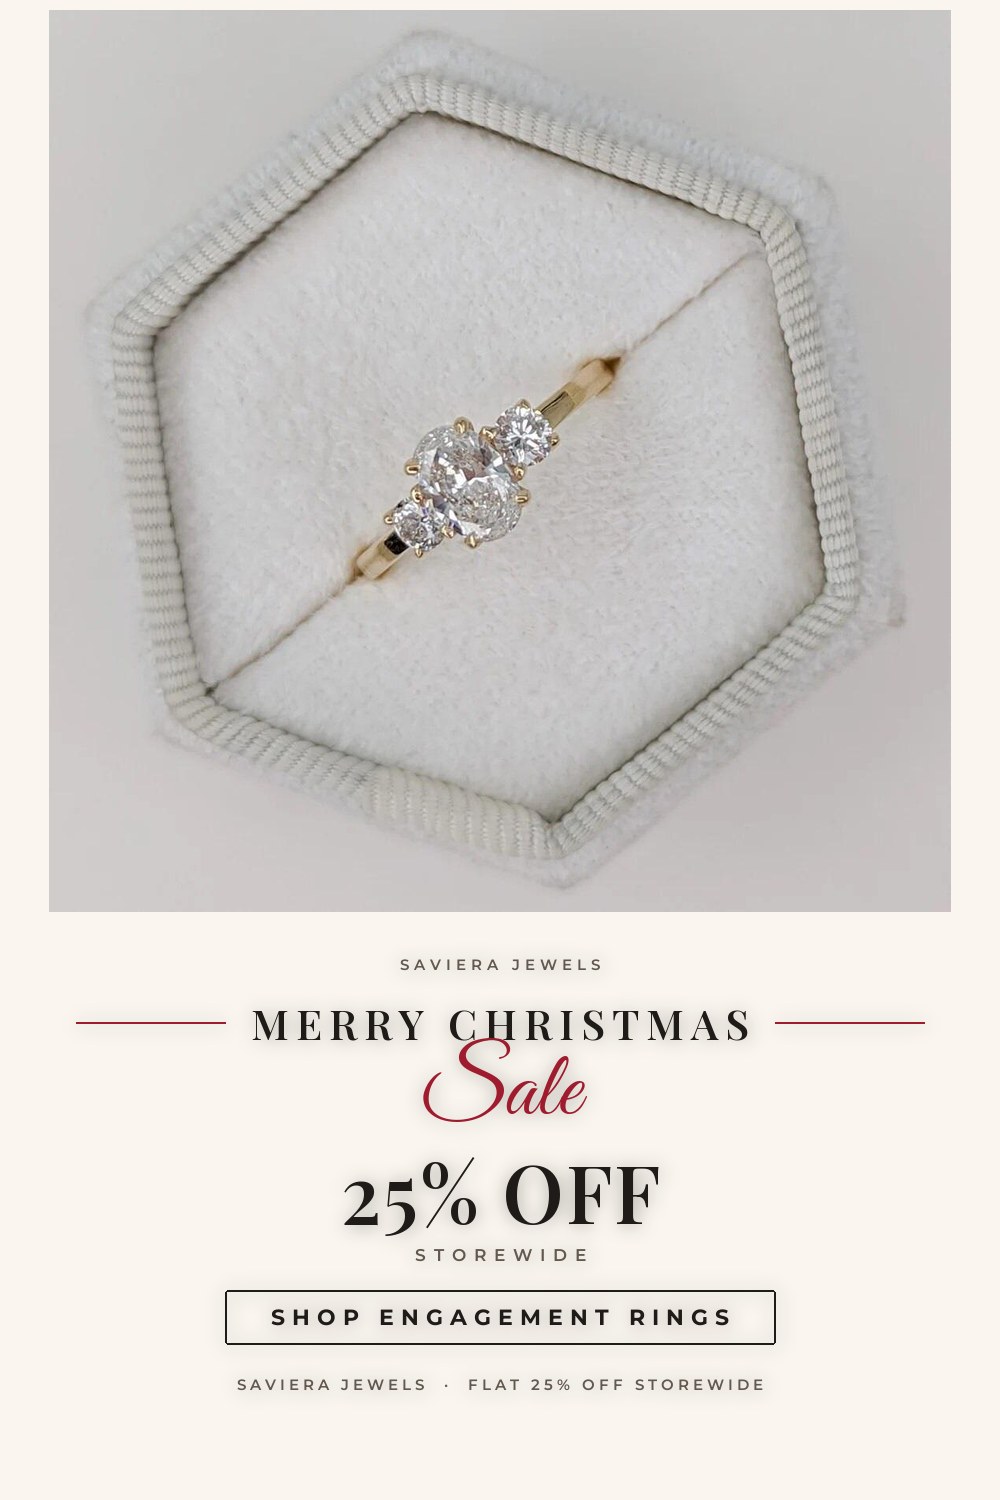 SAVIERA JEWELS
MERRY CHRISTMAS
Sale
25% OFF
STOREWIDE
SHOP ENGAGEMENT RINGS
SAVIERA JEWELS · FLAT 25% OFF STOREWIDE